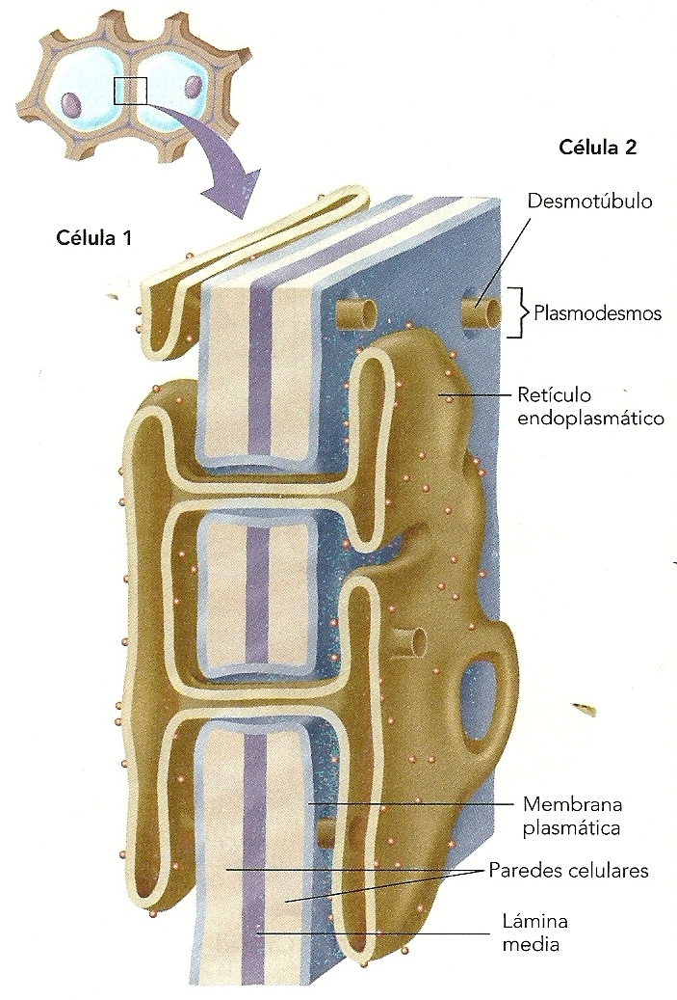 Célula 2
Desmotúbulo
Célula 1
Plasmodesmos
Retículo
endoplasmático
Membrana
plasmática
Paredes celulares
Lámina
media